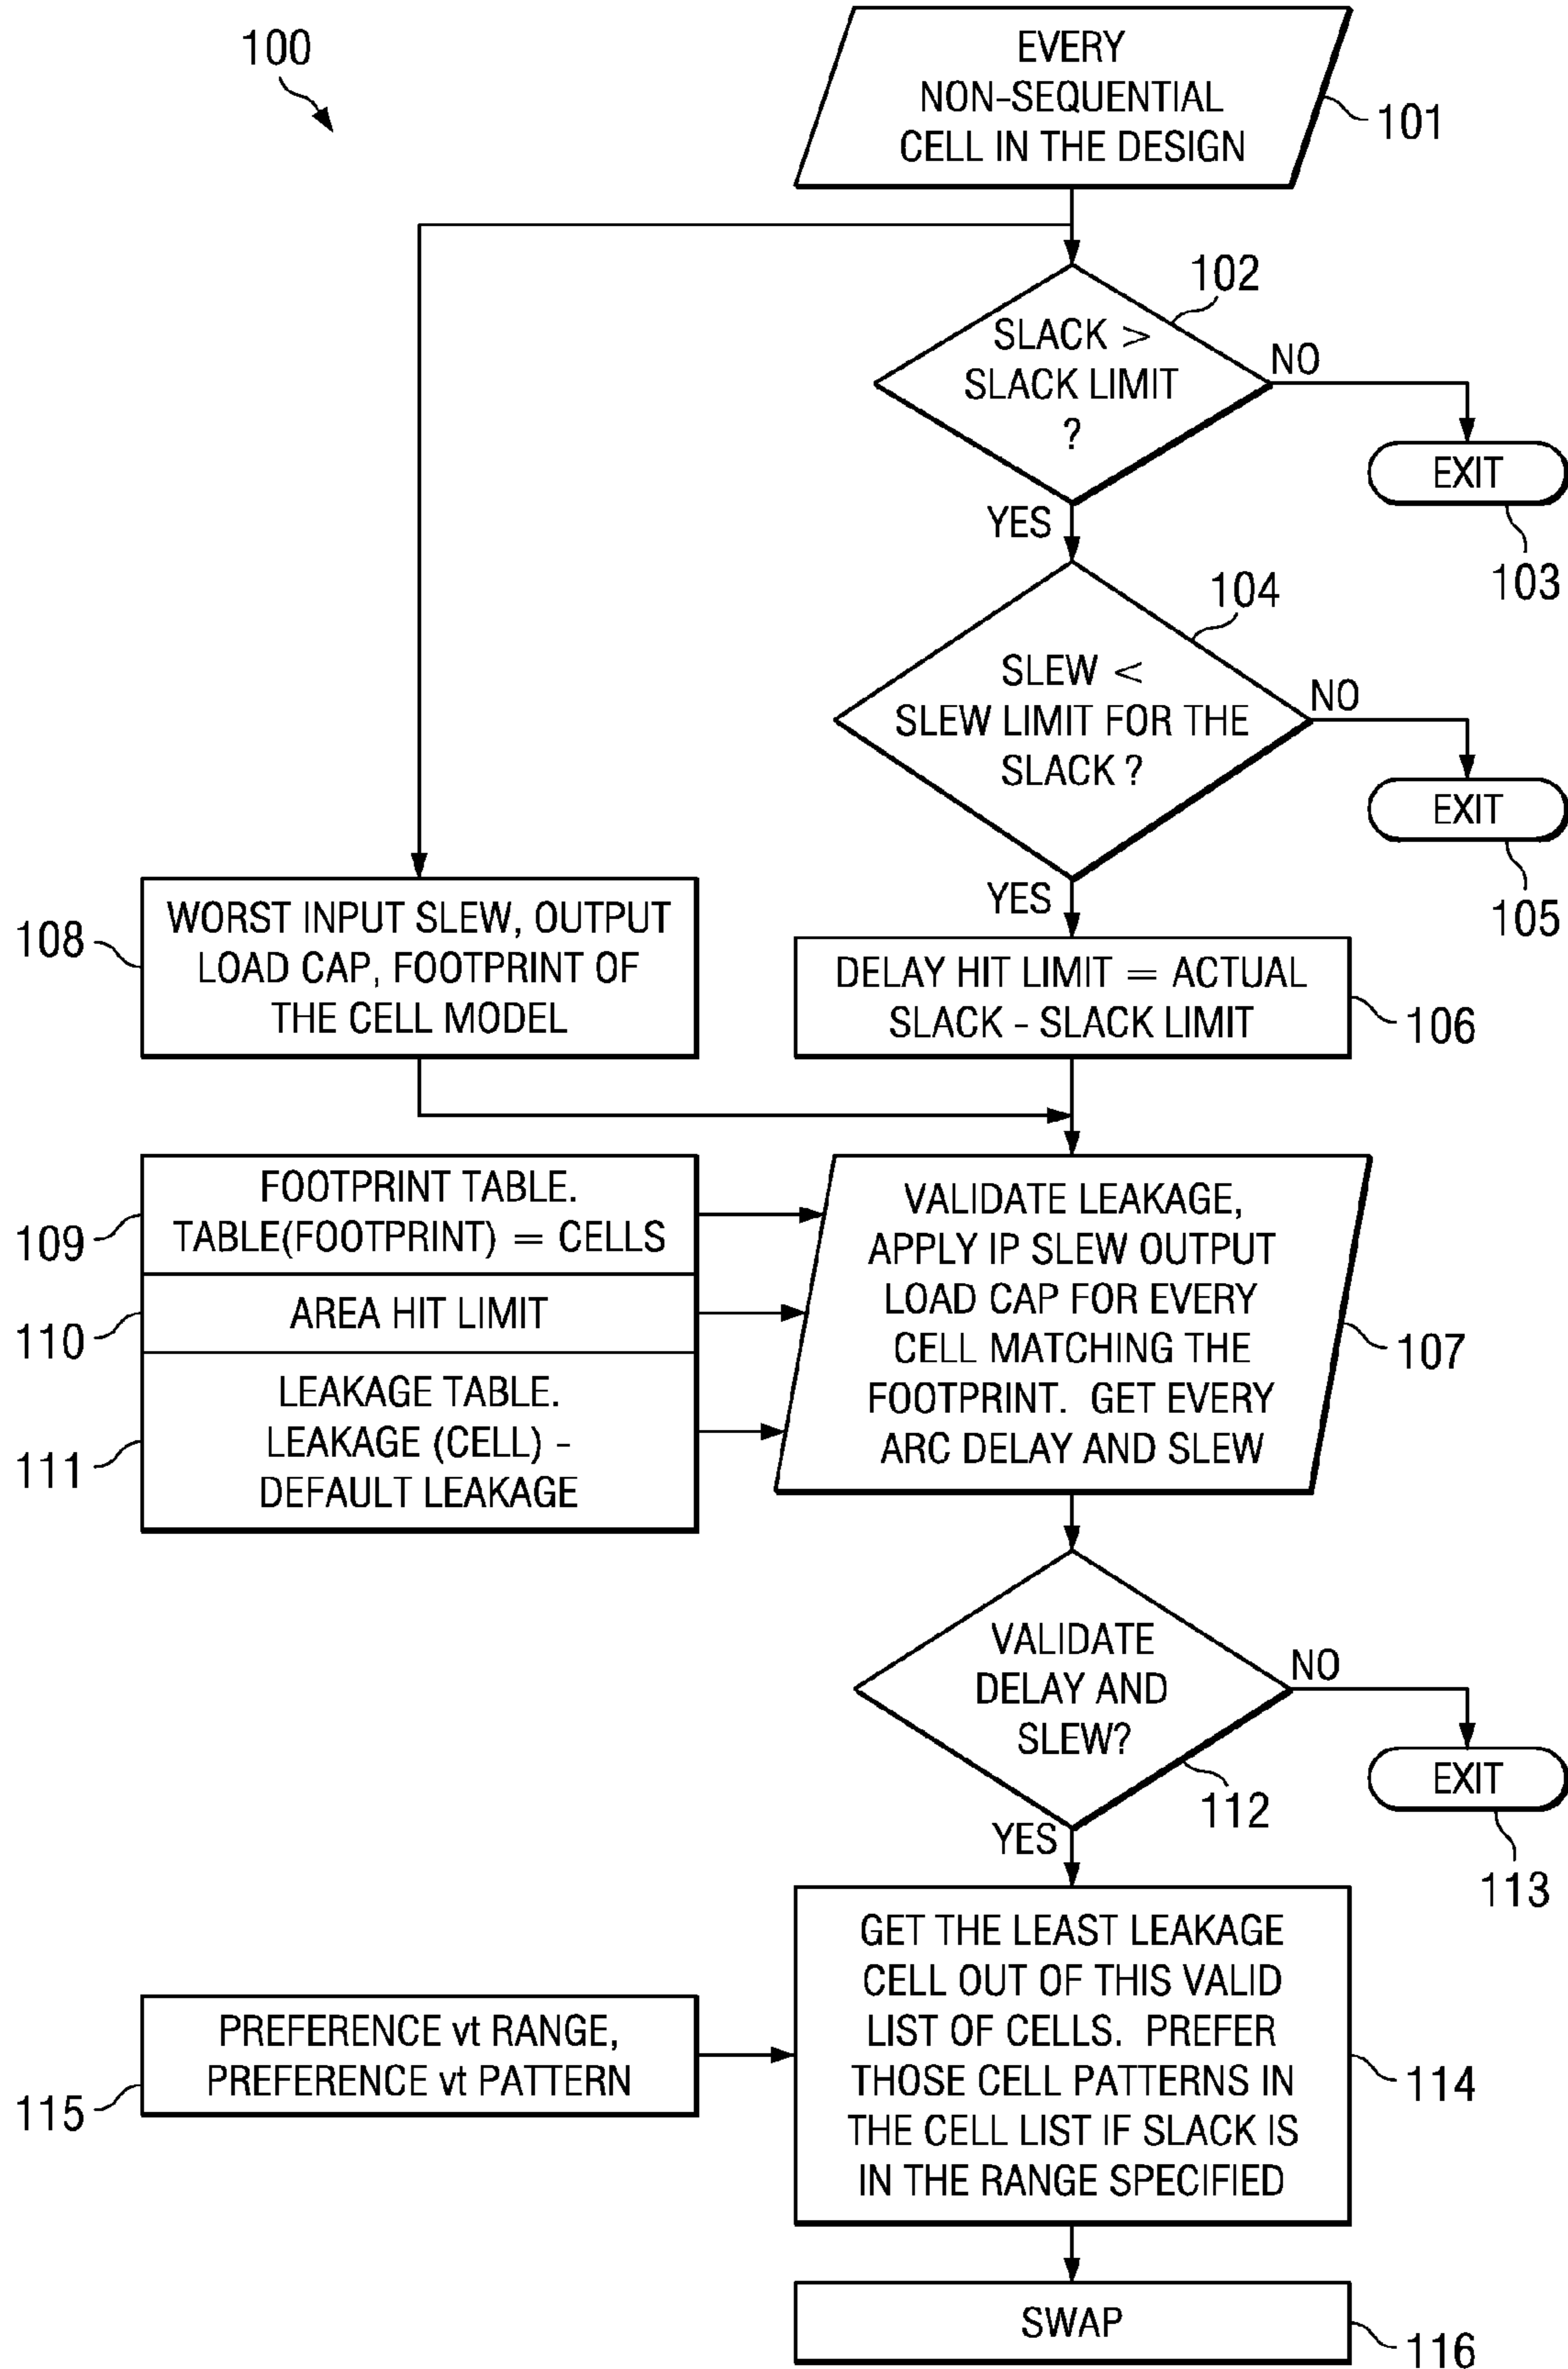 100
EVERY
NON-SEQUENTIAL
CELL IN THE DESIGN
101
102
SLACK >
SLACK LIMIT
?
NO
EXIT
103
YES
104
SLEW <
SLEW LIMIT FOR THE
SLACK ?
NO
EXIT
105
YES
108
WORST INPUT SLEW, OUTPUT
LOAD CAP, FOOTPRINT OF
THE CELL MODEL
DELAY HIT LIMIT = ACTUAL
SLACK - SLACK LIMIT
106
109
FOOTPRINT TABLE.
TABLE(FOOTPRINT) = CELLS
110
AREA HIT LIMIT
111
LEAKAGE TABLE.
LEAKAGE (CELL) -
DEFAULT LEAKAGE
VALIDATE LEAKAGE,
APPLY IP SLEW OUTPUT
LOAD CAP FOR EVERY
CELL MATCHING THE
FOOTPRINT. GET EVERY
ARC DELAY AND SLEW
107
VALIDATE
DELAY AND
SLEW?
112
NO
EXIT
113
YES
115
PREFERENCE vt RANGE,
PREFERENCE vt PATTERN
GET THE LEAST LEAKAGE
CELL OUT OF THIS VALID
LIST OF CELLS. PREFER
THOSE CELL PATTERNS IN
THE CELL LIST IF SLACK IS
IN THE RANGE SPECIFIED
114
SWAP
116